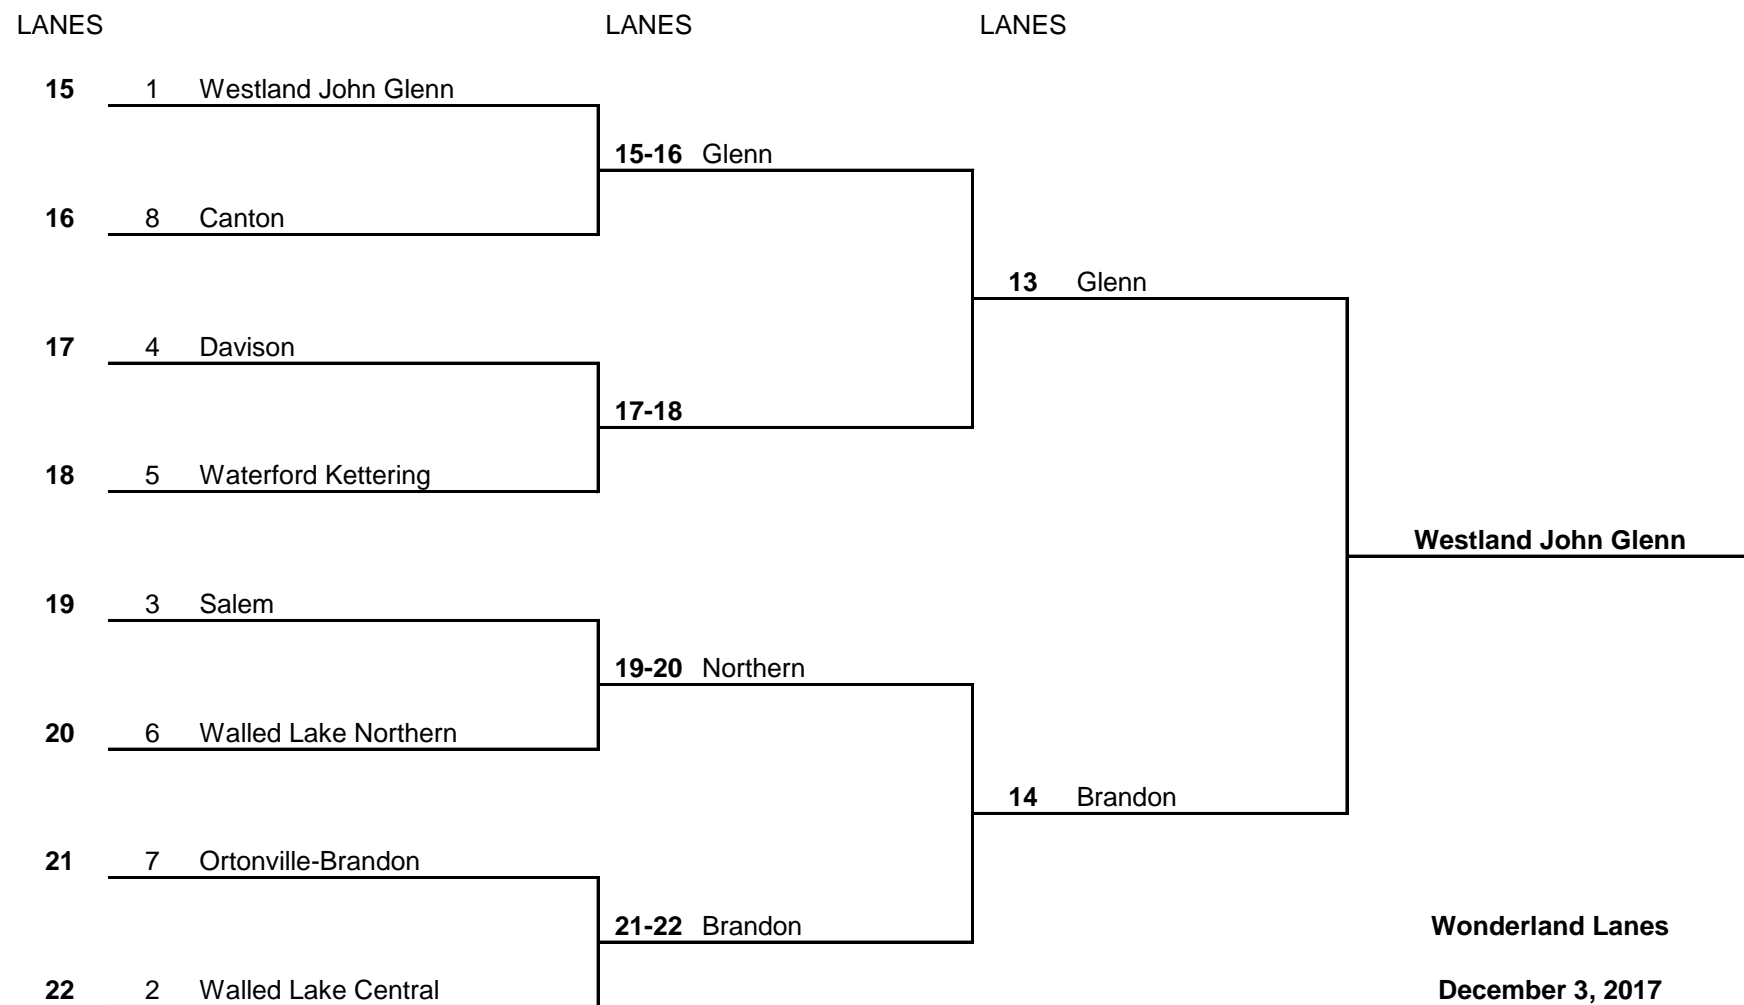 LANES LANES LANES
15 1 Westland John Glenn
15-16 Glenn
16 8 Canton
13 Glenn
17 4 Davison
17-18
18 5 Waterford Kettering
Westland John Glenn
19 3 Salem
19-20 Northern
20 6 Walled Lake Northern
14 Brandon
21 7 Ortonville-Brandon
21-22 Brandon Wonderland Lanes
22 2 Walled Lake Central December 3, 2017